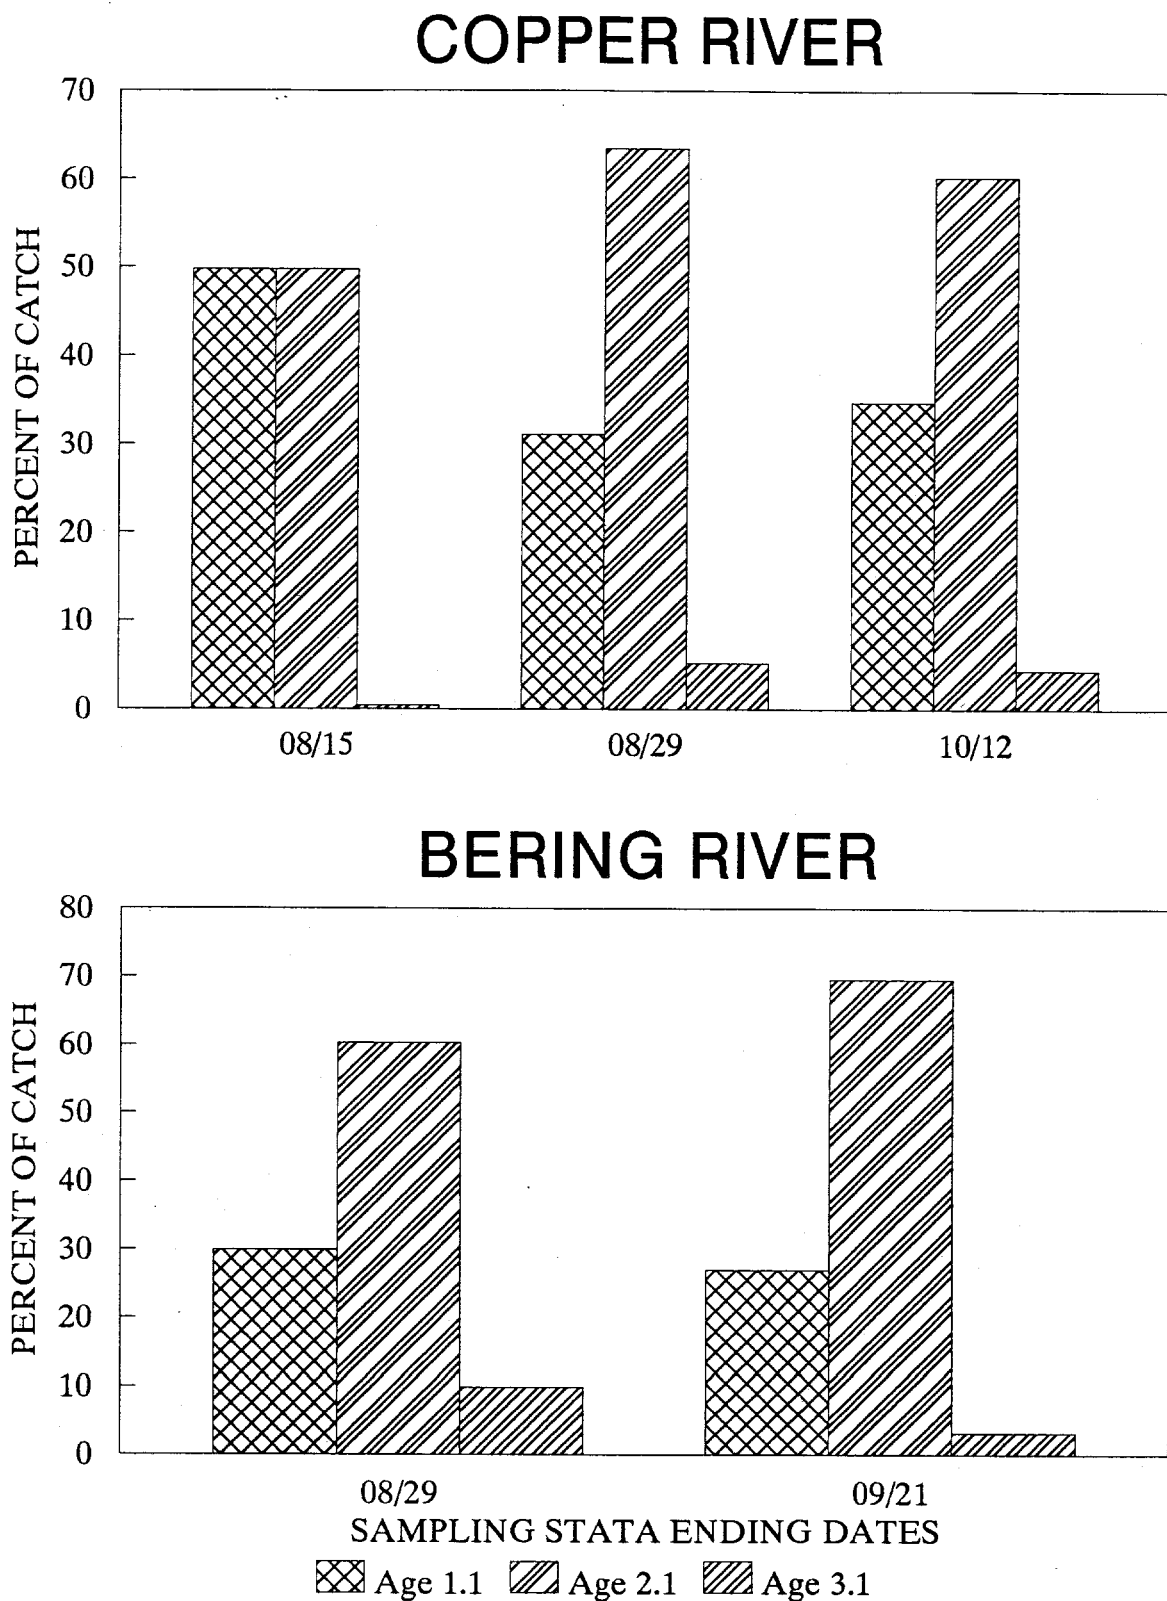 COPPER RIVER
70
60
50
40
30
20
10
0
PERCENT OF CATCH
08/15 08/29 10/12
BERING RIVER
80
70
60
50
40
30
20
10
0
PERCENT OF CATCH
08/29 09/21
SAMPLING STATA ENDING DATES
Age 1.1 Age 2.1 Age 3.1